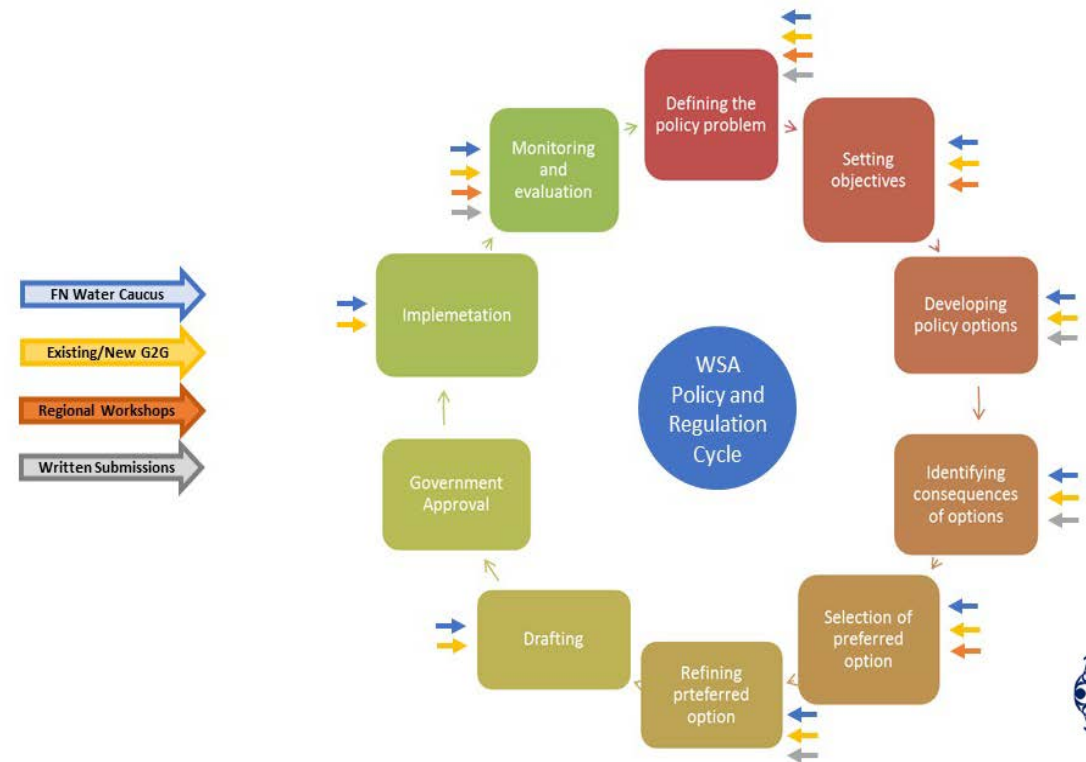 FN Water Caucus
Existing/New G2G
Regional Workshops
Written Submissions
WSA
Policy and
Regulation
Cycle
Defining the
policy problem
Setting
objectives
Developing
policy options
Identifying
consequences
of options
Selection of
preferred
option
Refining
prteferred
option
Drafting
Government
Approval
Implemetation
Monitoring
and
evaluation